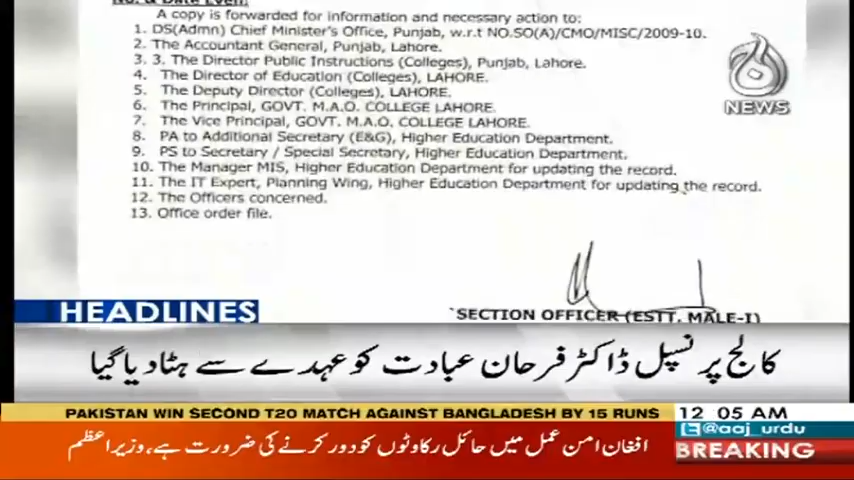 No. & Date Even.
A copy is forwarded for information and necessary action to:
1. DS(Admn) Chief Minister's Office, Punjab, w.r.t NO.SO(A)/CMO/MISC/2009-10.
2. The Accountant General, Punjab, Lahore.
3. 3. The Director Public Instructions (Colleges), Punjab, Lahore.
4. The Director of Education (Colleges), LAHORE.
5. The Deputy Director (Colleges), LAHORE.
6. The Principal, GOVT. M.A.O. COLLEGE LAHORE.
7. The Vice Principal, GOVT. M.A.O. COLLEGE LAHORE.
8. PA to Additional Secretary (E&G), Higher Education Department.
9. PS to Secretary / Special Secretary, Higher Education Department.
10. The Manager MIS, Higher Education Department for updating the record.
11. The IT Expert, Planning Wing, Higher Education Department for updating the record.
12. The Officers concerned.
13. Office order file.
NEWS
SECTION OFFICER (ESTT. MALE-I)
HEADLINES
کالج پرنسپل ڈاکٹر فرحان عبادت کو عہدے سے ہٹا دیا گیا
PAKISTAN WIN SECOND T20 MATCH AGAINST BANGLADESH BY 15 RUNS
12 05 AM
@aaj_urdu
افغان امن عمل میں حائل رکاوٹوں کو دور کرنے کی ضرورت ہے، وزیراعظم
BREAKING